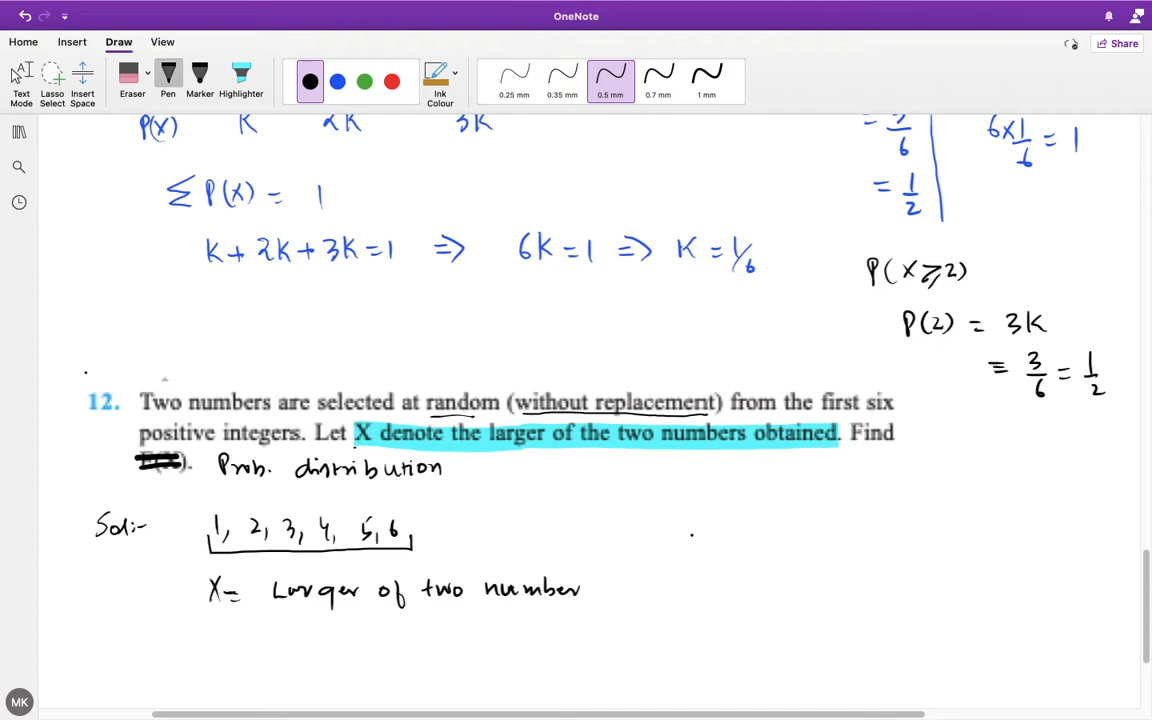 OneNote
Home Insert Draw View
Share
Text Mode
Lasso Select
Insert Space
Eraser
Pen
Marker
Highlighter
Ink Colour
0.25 mm 0.35 mm 0.5 mm 0.7 mm 1 mm
P(X) K 2K 3K
= 3/6
6×1/6 = 1
Σ P(X) = 1
= 1/2
K + 2K + 3K = 1 ⇒ 6K = 1 ⇒ K = 1/6
P(X ⩾ 2)
P(2) = 3K
= 3/6 = 1/2
12. Two numbers are selected at random (without replacement) from the first six
positive integers. Let X denote the larger of the two numbers obtained. Find
). Prob. distribution
Sol:- 1, 2, 3, 4, 5, 6
X = Larger of two number
MK